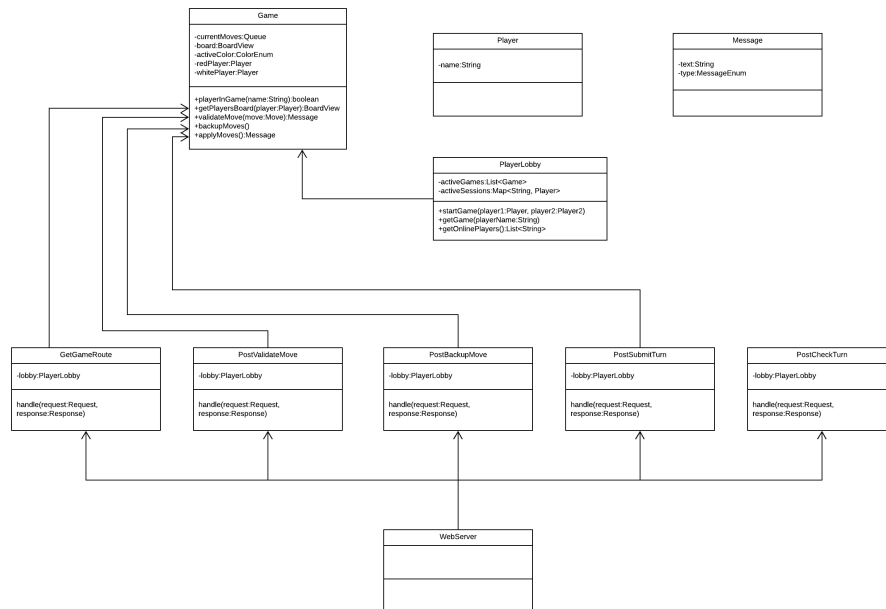 Game
-currentMoves:Queue
-board:BoardView
-activeColor:ColorEnum
-redPlayer:Player
-whitePlayer:Player
+playerInGame(name:String):boolean
+getPlayersBoard(player:Player):BoardView
+validateMove(move:Move):Message
+backupMoves()
+applyMoves():Message
Player
-name:String
Message
-text:String
-type:MessageEnum
PlayerLobby
-activeGames:List<Game>
-activeSessions:Map<String, Player>
+startGame(player1:Player, player2:Player2)
+getGame(playerName:String)
+getOnlinePlayers():List<String>
GetGameRoute
-lobby:PlayerLobby
handle(request:Request,
response:Response)
PostValidateMove
-lobby:PlayerLobby
handle(request:Request,
response:Response)
PostBackupMove
-lobby:PlayerLobby
handle(request:Request,
response:Response)
PostSubmitTurn
-lobby:PlayerLobby
handle(request:Request,
response:Response)
PostCheckTurn
-lobby:PlayerLobby
handle(request:Request,
response:Response)
WebServer